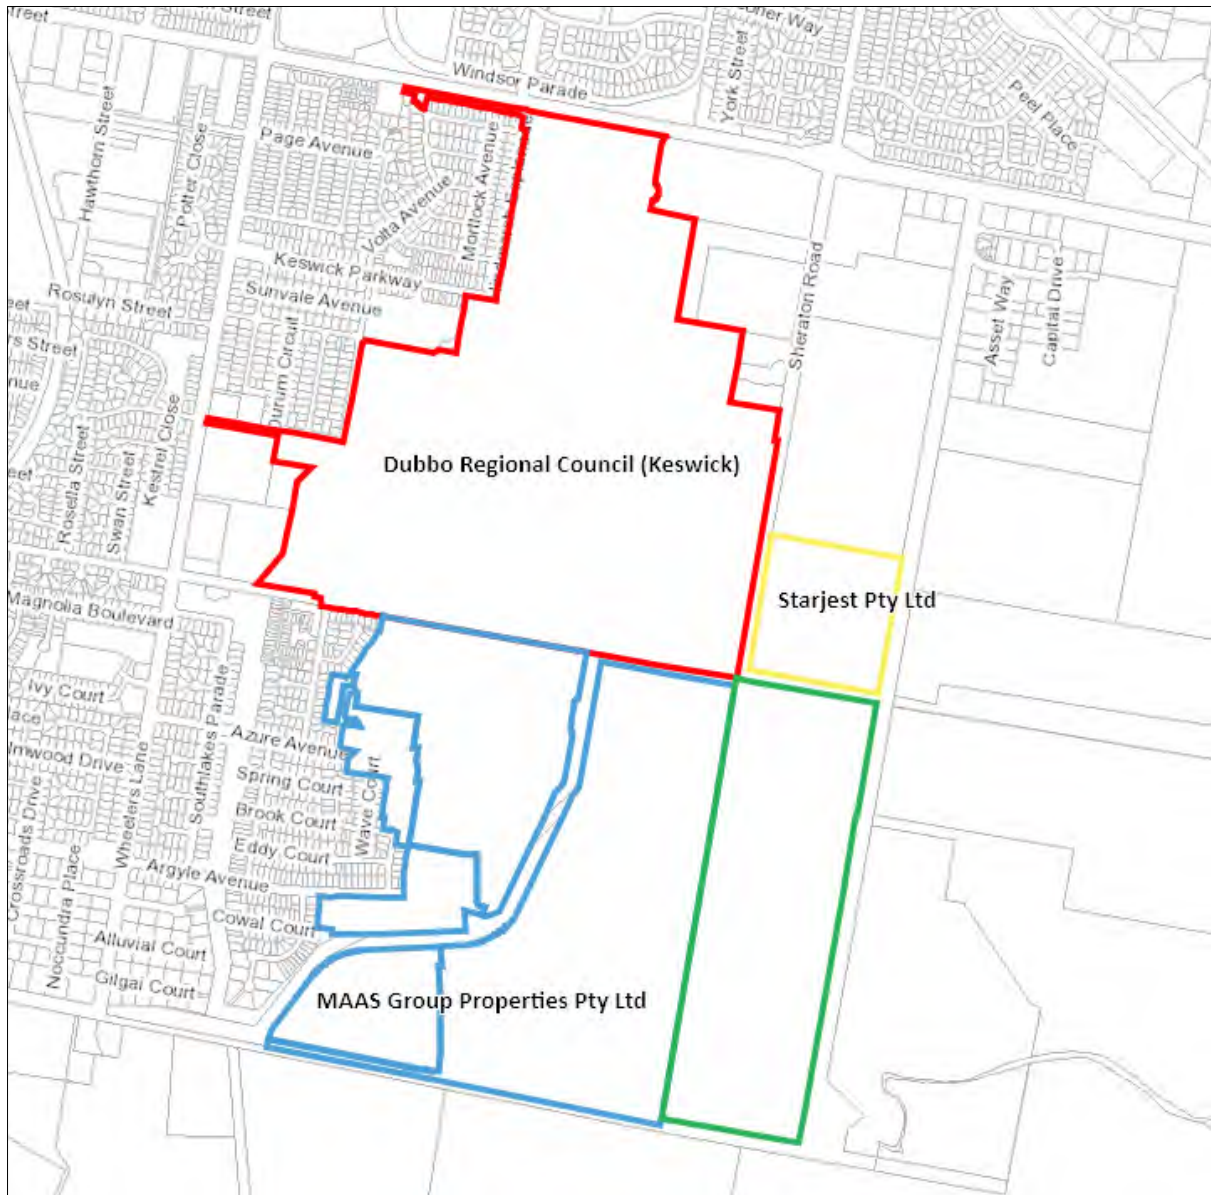 Windsor Parade
York Street
Peel Place
Hawthorn Street
Potter Close
Page Avenue
Volta Avenue
Mortlock Avenue
Keswick Parkway
Sunvale Avenue
Rosulyn Street
Durum Circuit
Sheraton Road
Asset Way
Capital Drive
Rosella Street
Swan Street
Kestrel Close
Dubbo Regional Council (Keswick)
Starjest Pty Ltd
Magnolia Boulevard
Ivy Court
Southlakes Parade
Azure Avenue
Spring Court
Brook Court
Eddy Court
Wave Court
Wheelers Lane
Crossroads Drive
Noccundra Place
Argyle Avenue
Cowal Court
Alluvial Court
Gilgai Court
MAAS Group Properties Pty Ltd